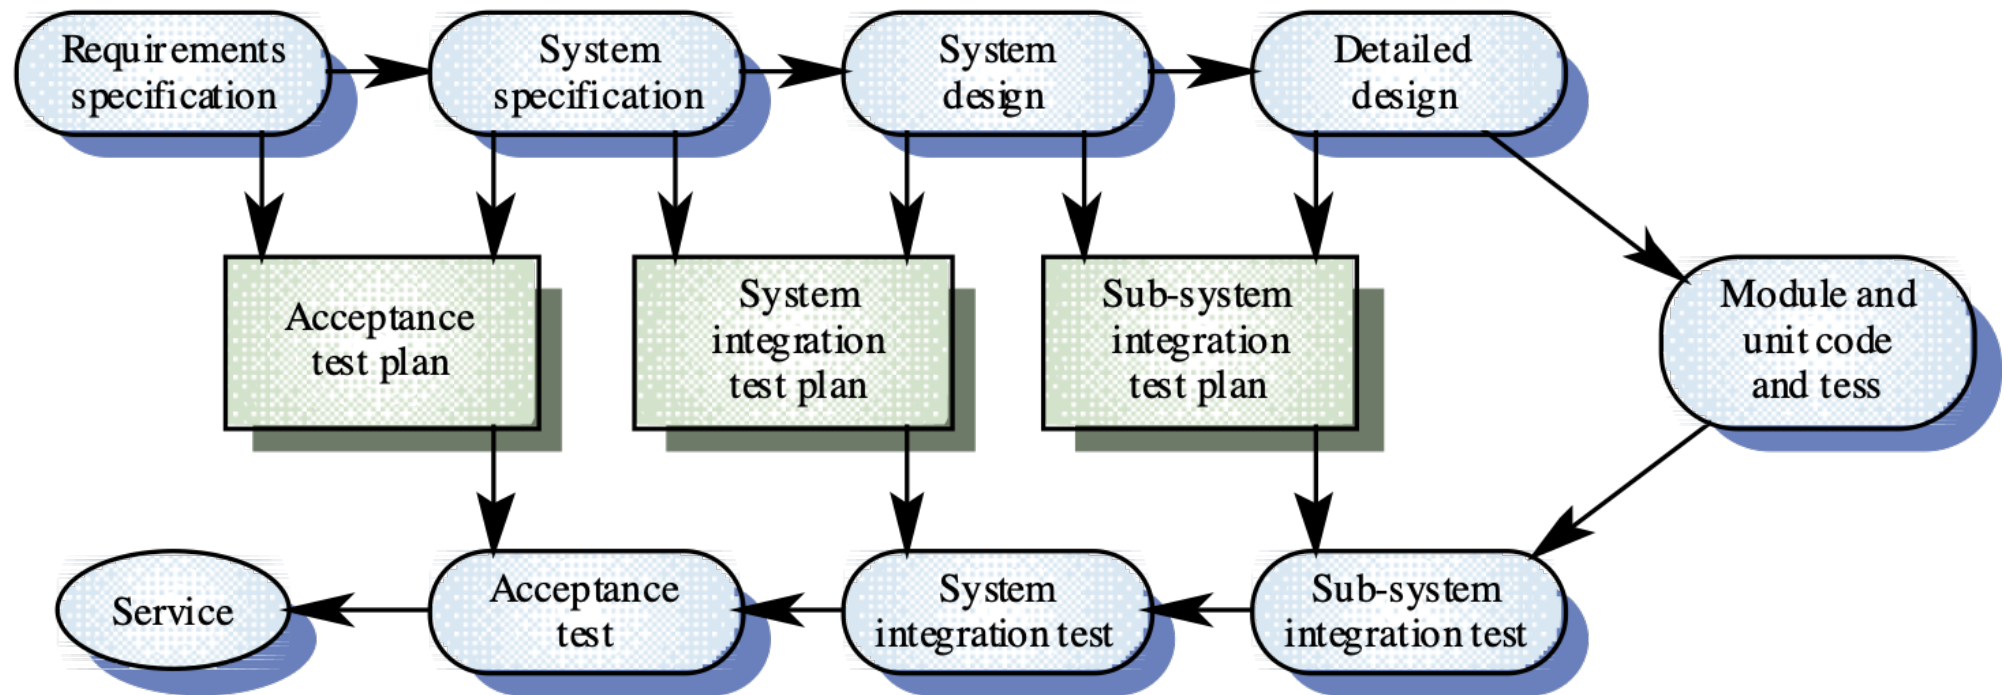 Requirements
specification
System
specification
System
design
Detailed
design
Acceptance
test plan
System
integration
test plan
Sub-system
integration
test plan
Module and
unit code
and tess
Service
Acceptance
test
System
integration test
Sub-system
integration test